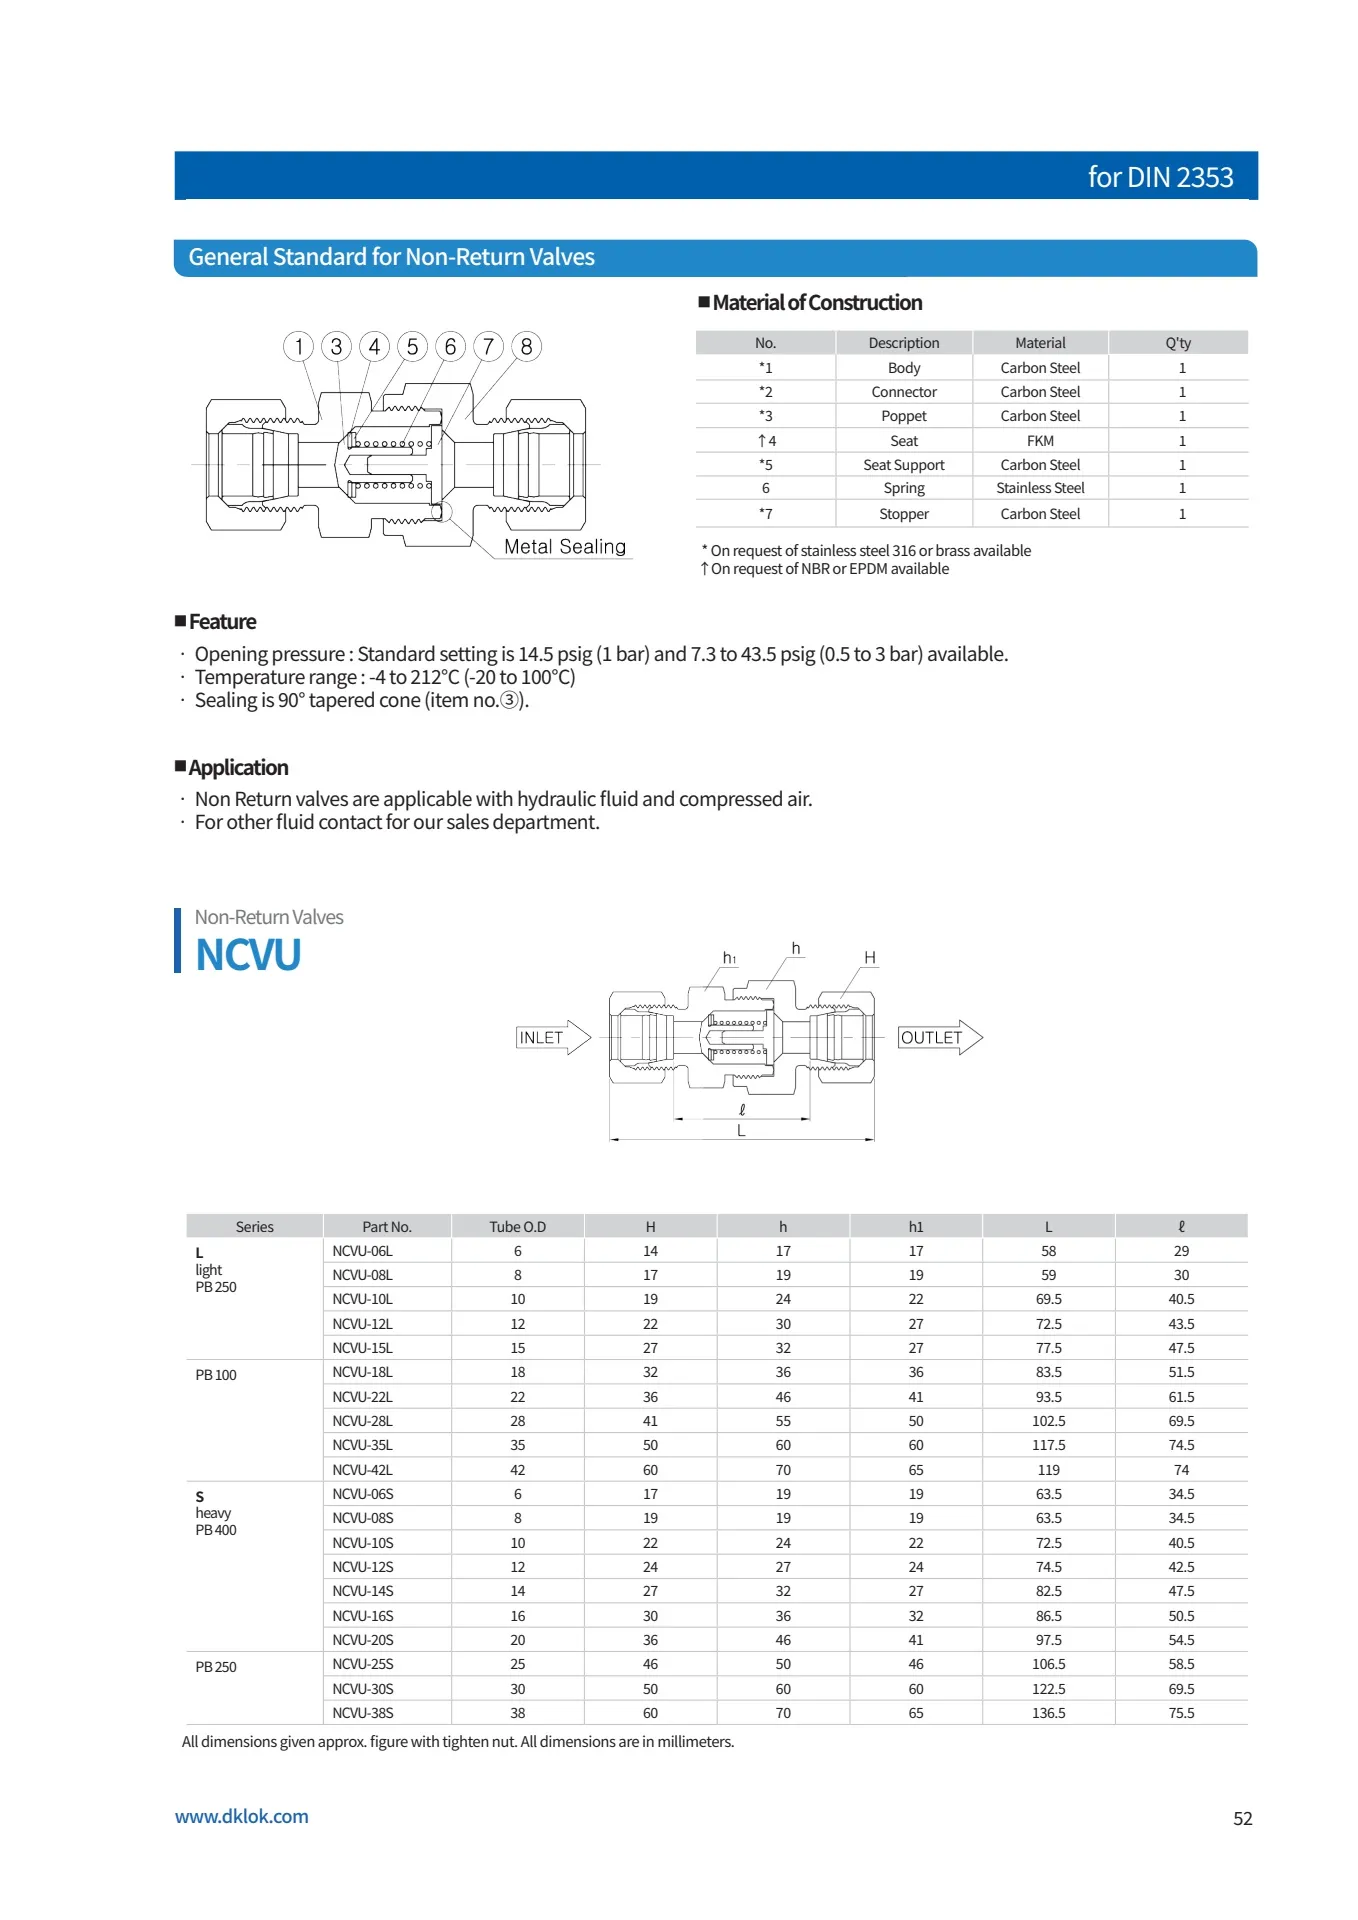 for DIN 2353
General Standard for Non-Return Valves
■ Material of Construction
1 3 4 5 6 7 8
Metal Sealing
No. Description Material Q'ty
*1 Body Carbon Steel 1
*2 Connector Carbon Steel 1
*3 Poppet Carbon Steel 1
↑4 Seat FKM 1
*5 Seat Support Carbon Steel 1
6 Spring Stainless Steel 1
*7 Stopper Carbon Steel 1
* On request of stainless steel 316 or brass available
↑On request of NBR or EPDM available
■ Feature
· Opening pressure : Standard setting is 14.5 psig (1 bar) and 7.3 to 43.5 psig (0.5 to 3 bar) available.
· Temperature range : -4 to 212°C (-20 to 100°C)
· Sealing is 90° tapered cone (item no.③).
■ Application
· Non Return valves are applicable with hydraulic fluid and compressed air.
· For other fluid contact for our sales department.
Non-Return Valves
NCVU
h1 h H
INLET OUTLET
ℓ
L
Series Part No. Tube O.D H h h1 L ℓ
L
light
PB 250
NCVU-06L 6 14 17 17 58 29
NCVU-08L 8 17 19 19 59 30
NCVU-10L 10 19 24 22 69.5 40.5
NCVU-12L 12 22 30 27 72.5 43.5
NCVU-15L 15 27 32 27 77.5 47.5
PB 100
NCVU-18L 18 32 36 36 83.5 51.5
NCVU-22L 22 36 46 41 93.5 61.5
NCVU-28L 28 41 55 50 102.5 69.5
NCVU-35L 35 50 60 60 117.5 74.5
NCVU-42L 42 60 70 65 119 74
S
heavy
PB 400
NCVU-06S 6 17 19 19 63.5 34.5
NCVU-08S 8 19 19 19 63.5 34.5
NCVU-10S 10 22 24 22 72.5 40.5
NCVU-12S 12 24 27 24 74.5 42.5
NCVU-14S 14 27 32 27 82.5 47.5
NCVU-16S 16 30 36 32 86.5 50.5
NCVU-20S 20 36 46 41 97.5 54.5
PB 250
NCVU-25S 25 46 50 46 106.5 58.5
NCVU-30S 30 50 60 60 122.5 69.5
NCVU-38S 38 60 70 65 136.5 75.5
All dimensions given approx. figure with tighten nut. All dimensions are in millimeters.
www.dklok.com
52